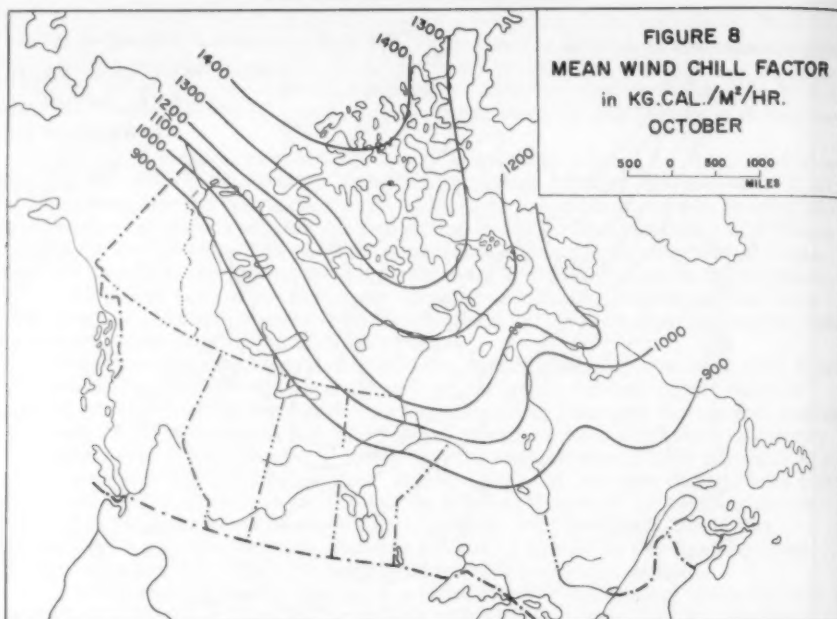 FIGURE 8
MEAN WIND CHILL FACTOR
in KG.CAL./M²/HR.
OCTOBER
500 0 500 1000
MILES
1300
1400
1400
1300
1200
1100
1000
900
1200
1000
900